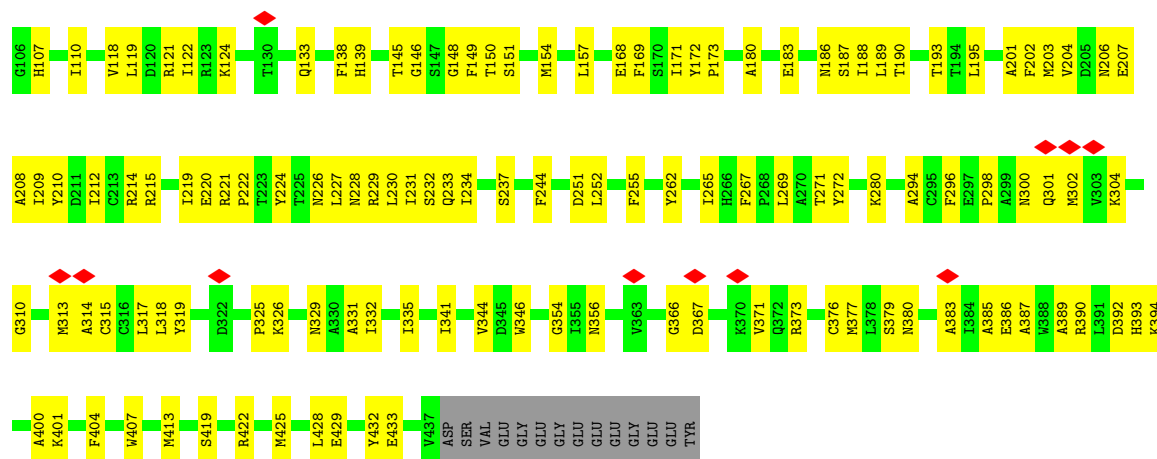 G106 H107 I110 V118 L119 D120 R121 I122 R123 K124 T130 Q133 F138 H139 T145 G146 S147 G148 F149 T150 S151 M154 L157 E168 F169 S170 I171 Y172 P173 A180 E183 N186 S187 I188 L189 T190 T193 T194 L195 A201 F202 M203 V204 D205 N206 E207
A208 I209 Y210 D211 I212 C213 R214 R215 I219 E220 R221 P222 T223 Y224 T225 N226 L227 N228 R229 L230 I231 S232 Q233 I234 S237 F244 D251 L252 F255 Y262 I265 H266 F267 P268 L269 A270 T271 Y272 K280 A294 C295 F296 E297 P298 A299 N300 Q301 M302 V303 K304
G310 M313 A314 C315 C316 L317 L318 Y319 D322 P325 K326 N329 A330 A331 I332 I335 I341 V344 D345 W346 G354 I355 N356 V363 G366 D367 K370 V371 Q372 R373 C376 M377 L378 S379 N380 A383 I384 A385 E386 A387 W388 A389 R390 L391 D392 H393 K394
A400 K401 F404 W407 M413 S419 R422 M425 L428 E429 Y432 E433 V437 ASP SER VAL GLU GLY GLU GLY GLU GLU GLU GLY GLU GLU TYR